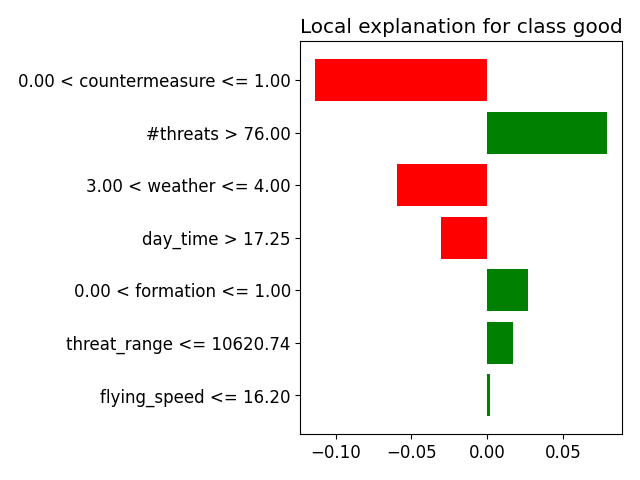 Local explanation for class good
0.00 < countermeasure <= 1.00
#threats > 76.00
3.00 < weather <= 4.00
day_time > 17.25
0.00 < formation <= 1.00
threat_range <= 10620.74
flying_speed <= 16.20
−0.10 −0.05 0.00 0.05